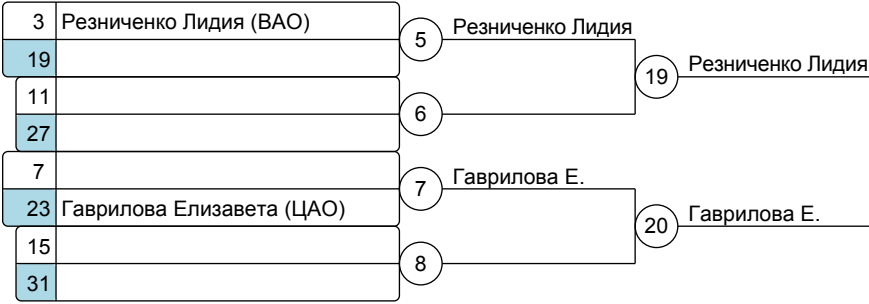 3 Резниченко Лидия (ВАО)
5 Резниченко Лидия
19
19 Резниченко Лидия
11
6
27
7
7 Гаврилова Е.
23 Гаврилова Елизавета (ЦАО)
20 Гаврилова Е.
15
8
31